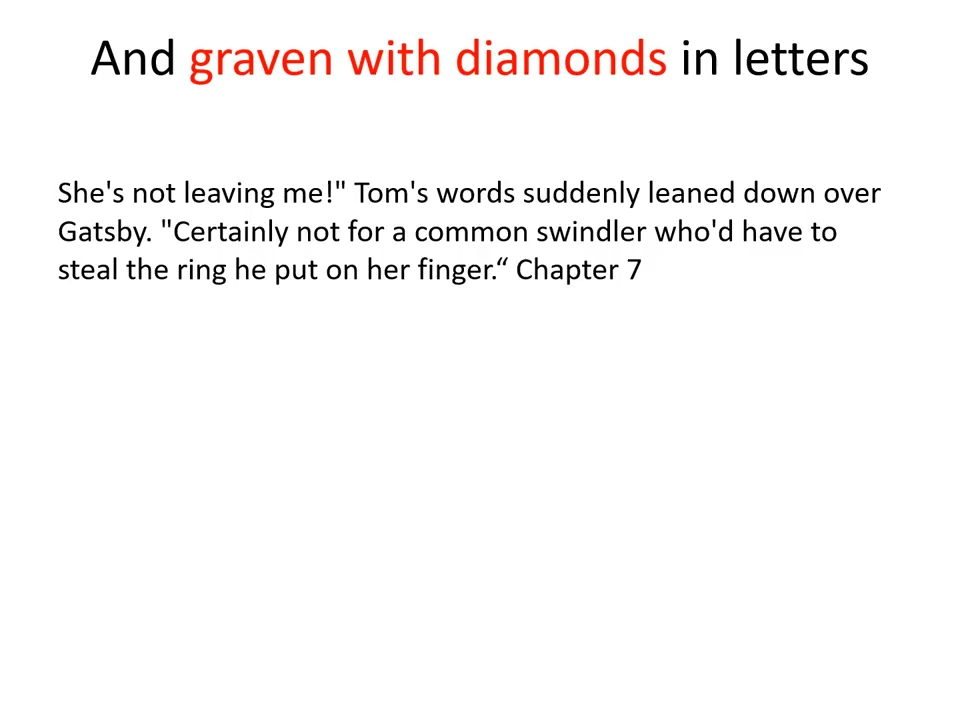 And graven with diamonds in letters
She's not leaving me!" Tom's words suddenly leaned down over
Gatsby. "Certainly not for a common swindler who'd have to
steal the ring he put on her finger.“ Chapter 7